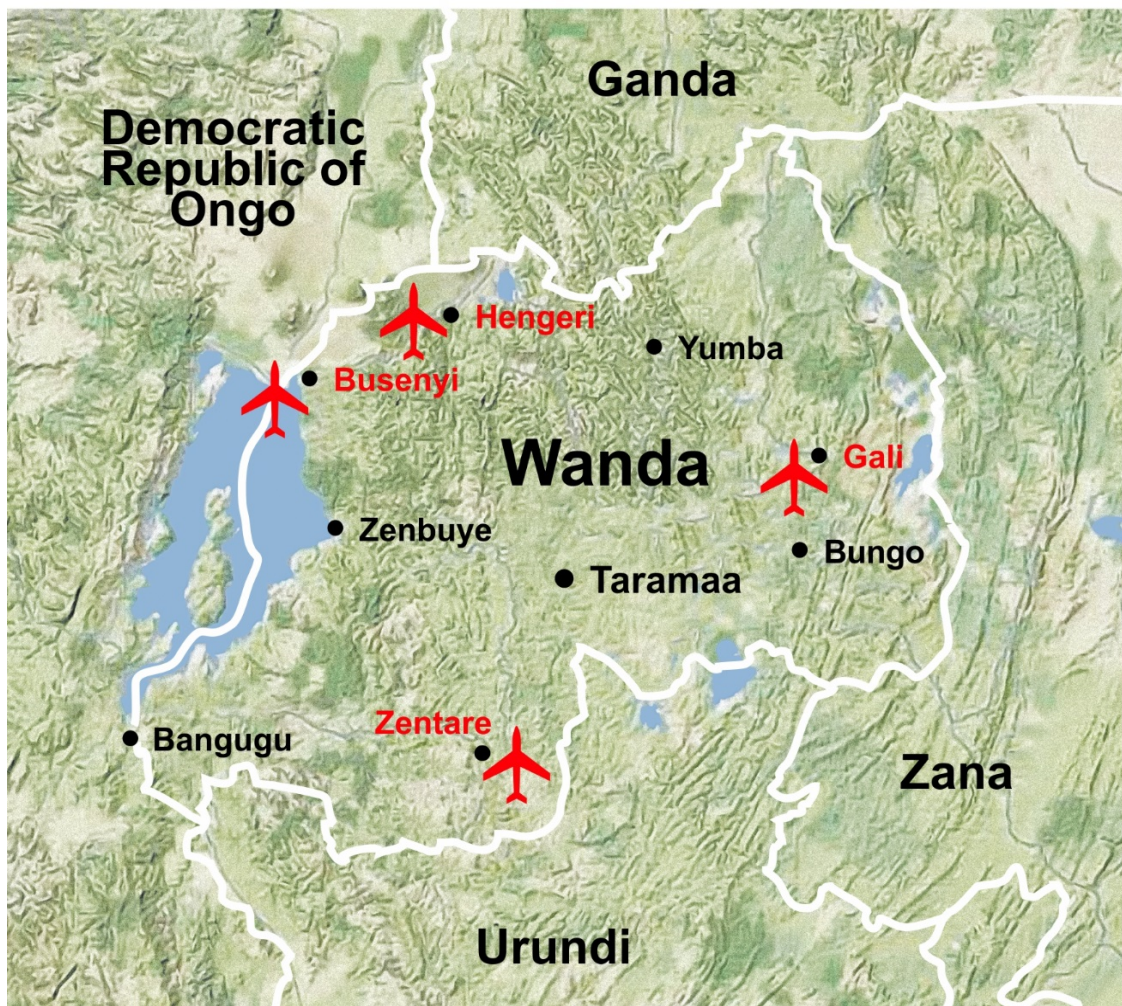 Ganda
Democratic
Republic of
Ongo
Hengeri
Yumba
Busenyi
Wanda
Gali
Zenbuye
Bungo
Taramaa
Zentare
Bangugu
Zana
Urundi